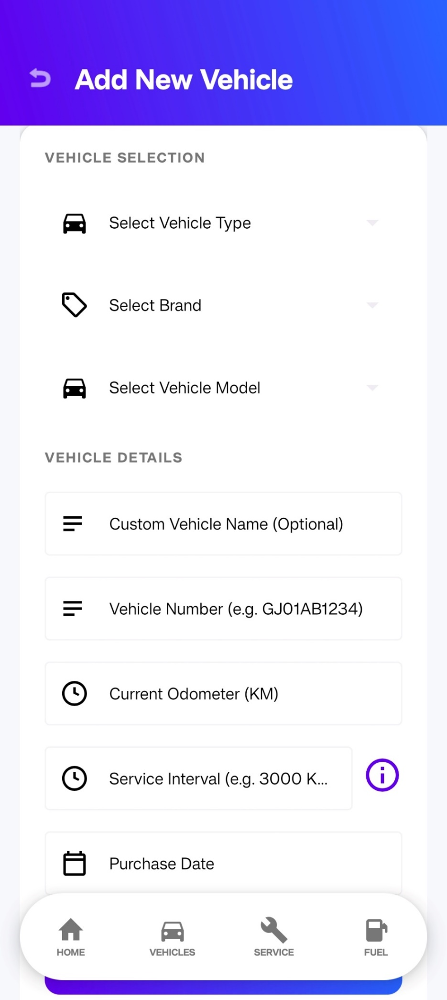 Add New Vehicle
VEHICLE SELECTION
Select Vehicle Type
Select Brand
Select Vehicle Model
VEHICLE DETAILS
Custom Vehicle Name (Optional)
Vehicle Number (e.g. GJ01AB1234)
Current Odometer (KM)
Service Interval (e.g. 3000 K...
Purchase Date
HOME VEHICLES SERVICE FUEL